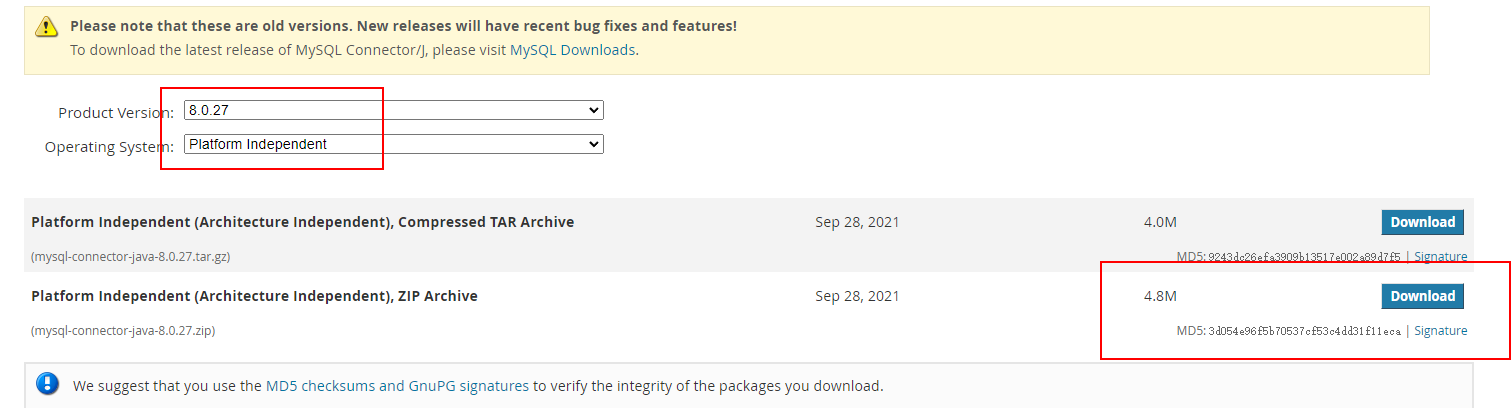 Please note that these are old versions. New releases will have recent bug fixes and features!
To download the latest release of MySQL Connector/J, please visit MySQL Downloads.
Product Version: 8.0.27
Operating System: Platform Independent
Platform Independent (Architecture Independent), Compressed TAR Archive Sep 28, 2021 4.0M Download
(mysql-connector-java-8.0.27.tar.gz) MD5: 9243dc26efa3909b13517e002a89d7f5 | Signature
Platform Independent (Architecture Independent), ZIP Archive Sep 28, 2021 4.8M Download
(mysql-connector-java-8.0.27.zip) MD5: 3d054e96f5b70537cf53c4dd31f11eca | Signature
We suggest that you use the MD5 checksums and GnuPG signatures to verify the integrity of the packages you download.